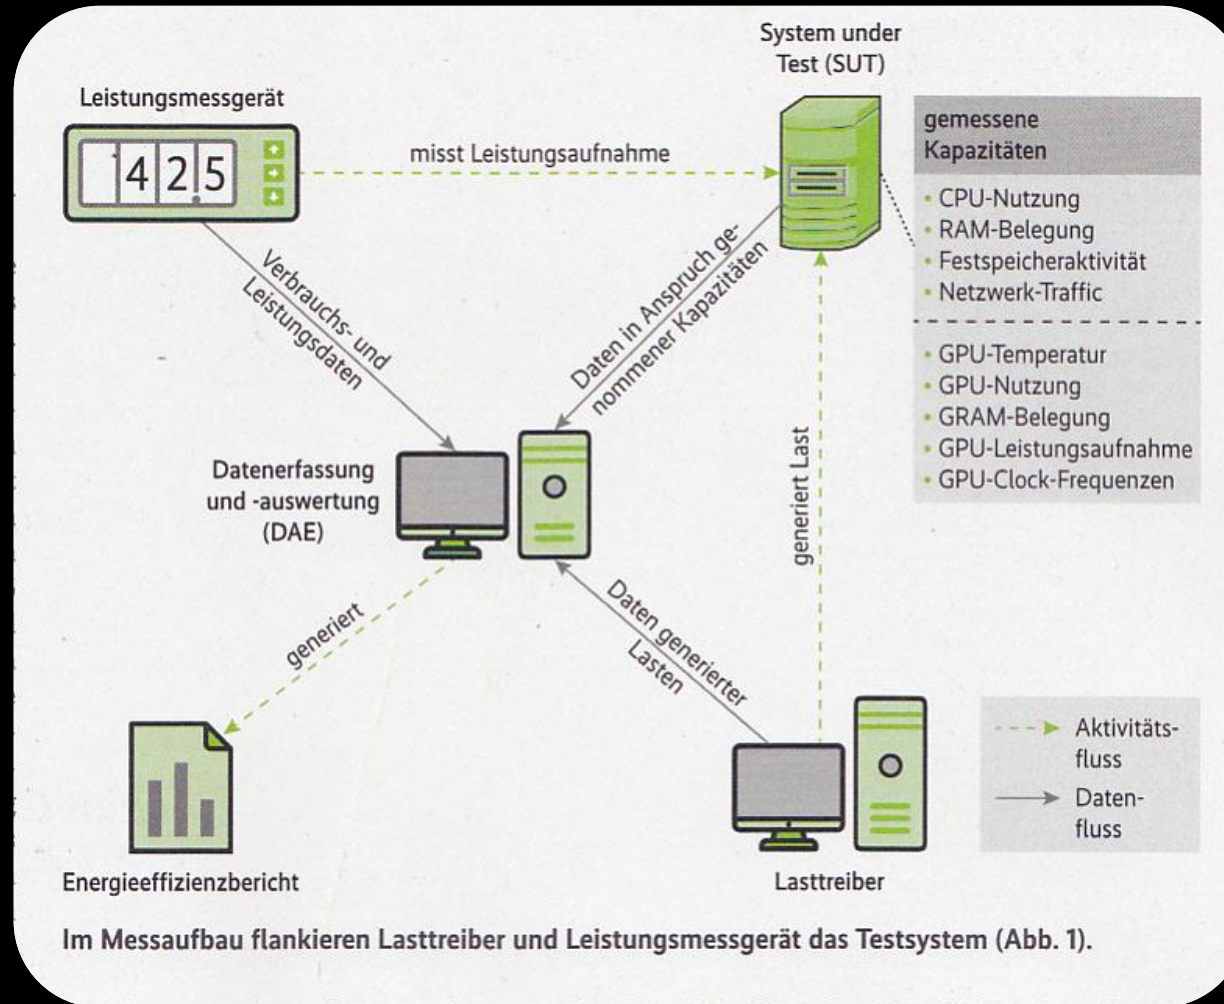 System under
Test (SUT)
Leistungsmessgerät
42.5
misst Leistungsaufnahme
gemessene
Kapazitäten
• CPU-Nutzung
• RAM-Belegung
• Festspeicheraktivität
• Netzwerk-Traffic
• GPU-Temperatur
• GPU-Nutzung
• GRAM-Belegung
• GPU-Leistungsaufnahme
• GPU-Clock-Frequenzen
Verbrauchs- und
Leistungsdaten
Daten in Anspruch ge-
nommener Kapazitäten
Datenerfassung
und -auswertung
(DAE)
generiert Last
generiert
Daten generierter
Lasten
Aktivitäts-
fluss
Daten-
fluss
Energieeffizienzbericht
Lasttreiber
Im Messaufbau flankieren Lasttreiber und Leistungsmessgerät das Testsystem (Abb. 1).